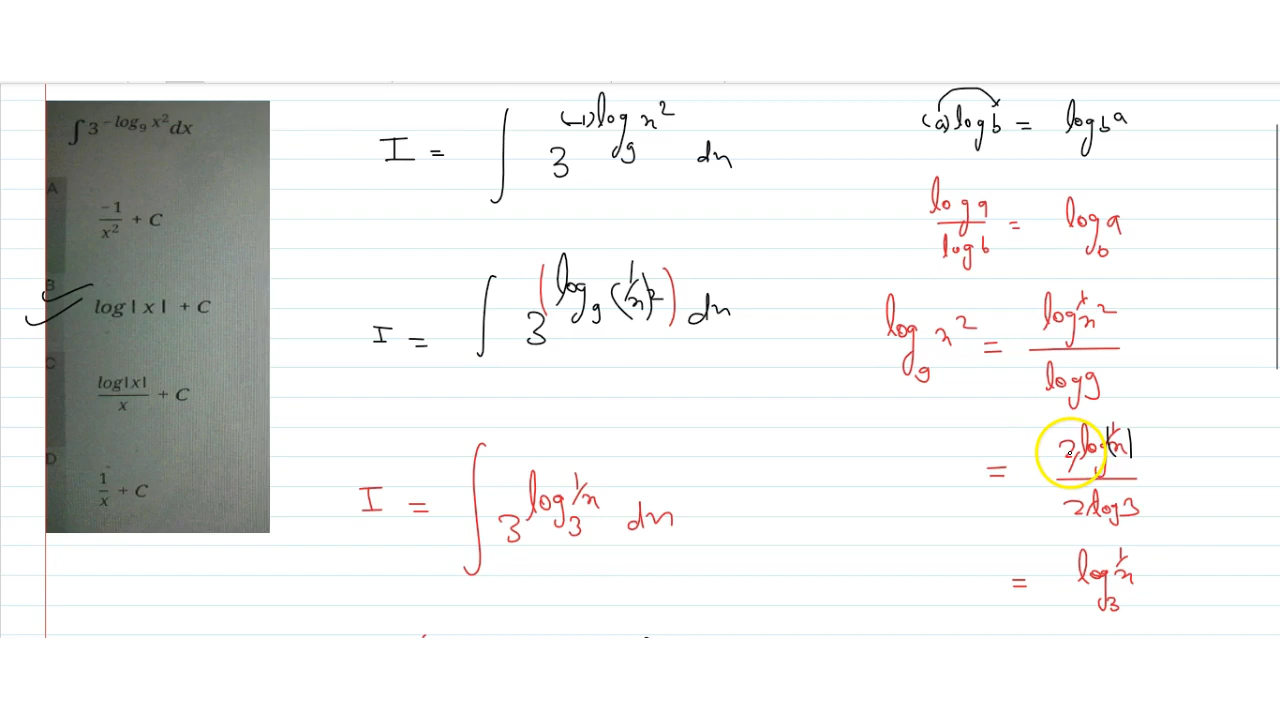 ∫ 3^{-log₉ x²} dx
A
-1/x² + C
B
log | x | + C
C
log|x|/x + C
D
1/x + C
I = ∫ 3^{(-1) log₉ x²} dx
I = ∫ 3^{(log₉ (1/x)²)} dx
I = ∫ 3^{log₃ 1/x} dx
(a) log b = log b^a
log a / log b = log_b a
log₉ x² = log 1/x² / log 9
= 2 log |1/x| / 2 log 3
= log₃ 1/x